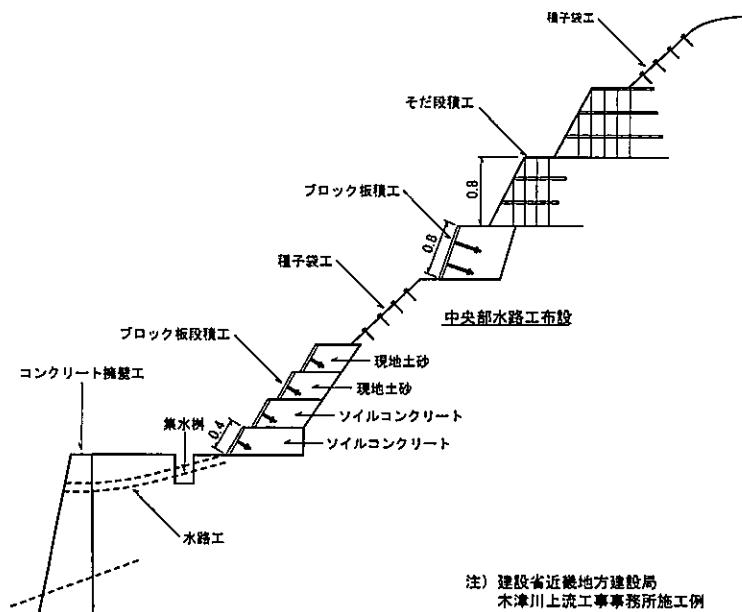 種子袋工
そだ段積工
0.8
ブロック板積工
0.8
種子袋工
中央部水路工布設
ブロック板段積工
現地土砂
コンクリート擁壁工
現地土砂
集水桝
0.4
ソイルコンクリート
ソイルコンクリート
水路工
注）建設省近畿地方建設局
木津川上流工事事務所施工例